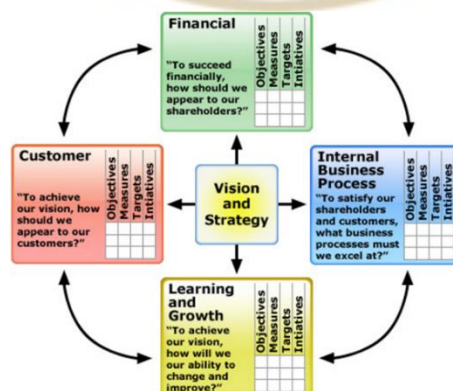 Financial
"To succeed
financially,
how should we
appear to our
shareholders?"
Objectives
Measures
Targets
Intiatives
Customer
"To achieve
our vision, how
should we
appear to our
customers?"
Objectives
Measures
Targets
Intiatives
Vision
and
Strategy
Internal
Business
Process
"To satisfy our
shareholders
and customers,
what business
processes must
we excel at?"
Objectives
Measures
Targets
Intiatives
Learning
and
Growth
"To achieve
our vision,
how will we
our ability to
change and
improve?"
Objectives
Measures
Targets
Intiatives